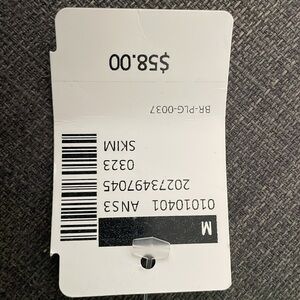 M
01010401 ANS3
20273497045
0323
SKIM
BR-PLG-0037
$58.00